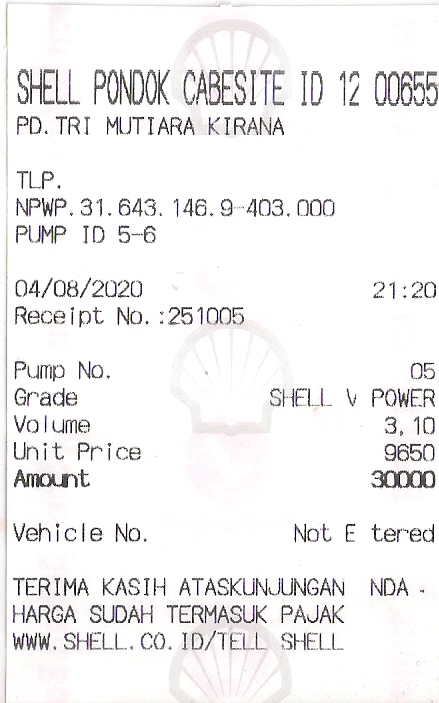 SHELL PONDOK CABESITE ID 12 00655
PD. TRI MUTIARA KIRANA
TLP.
NPWP.31.643.146.9-403.000
PUMP ID 5-6
04/08/2020 21:20
Receipt No.:251005
Pump No. 05
Grade SHELL V POWER
Volume 3,10
Unit Price 9650
Amount 30000
Vehicle No. Not E tered
TERIMA KASIH ATASKUNJUNGAN NDA .
HARGA SUDAH TERMASUK PAJAK
WWW.SHELL.CO.ID/TELL SHELL